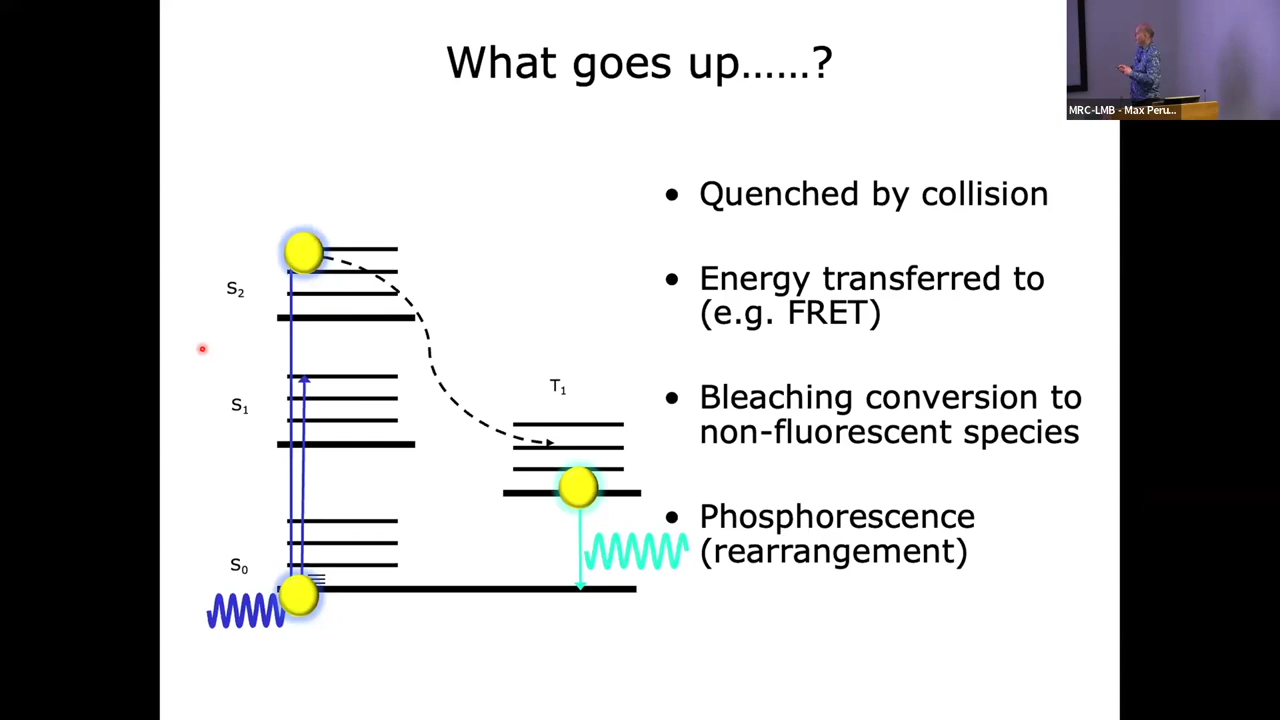 What goes up......?
MRC-LMB - Max Peru...
• Quenched by collision
• Energy transferred to
(e.g. FRET)
• Bleaching conversion to
non-fluorescent species
• Phosphorescence
(rearrangement)
S₂
S₁
S₀
T₁